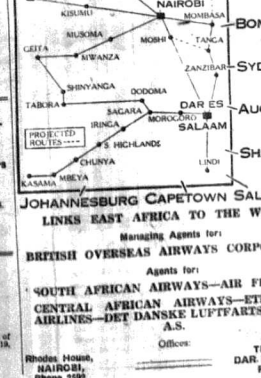 NAIROBI
KISUMU
MOMBASA
BOM
MUSOMA
MOSHI
TANGA
GEITA
MWANZA
ZANZIBAR
SYD
SHINYANGA
DODOMA
TABORA
SAGARA
DAR ES
SALAAM
AUC
MOROGORO
IRINGA
PROJECTED
ROUTES
S HIGHLANDS
SH
CHUNYA
LINDI
MBEYA
KASAMA
JOHANNESBURG CAPETOWN SAL
LINKS EAST AFRICA TO THE W
Managing Agents for:
BRITISH OVERSEAS AIRWAYS CORPO
Agents for:
SOUTH AFRICAN AIRWAYS—AIR F
CENTRAL AFRICAN AIRWAYS—ET
AIRLINES—DET DANSKE LUFTFARTS
A.S.
Offices:
of
Rhodes House,
NAIROBI,
DAR.